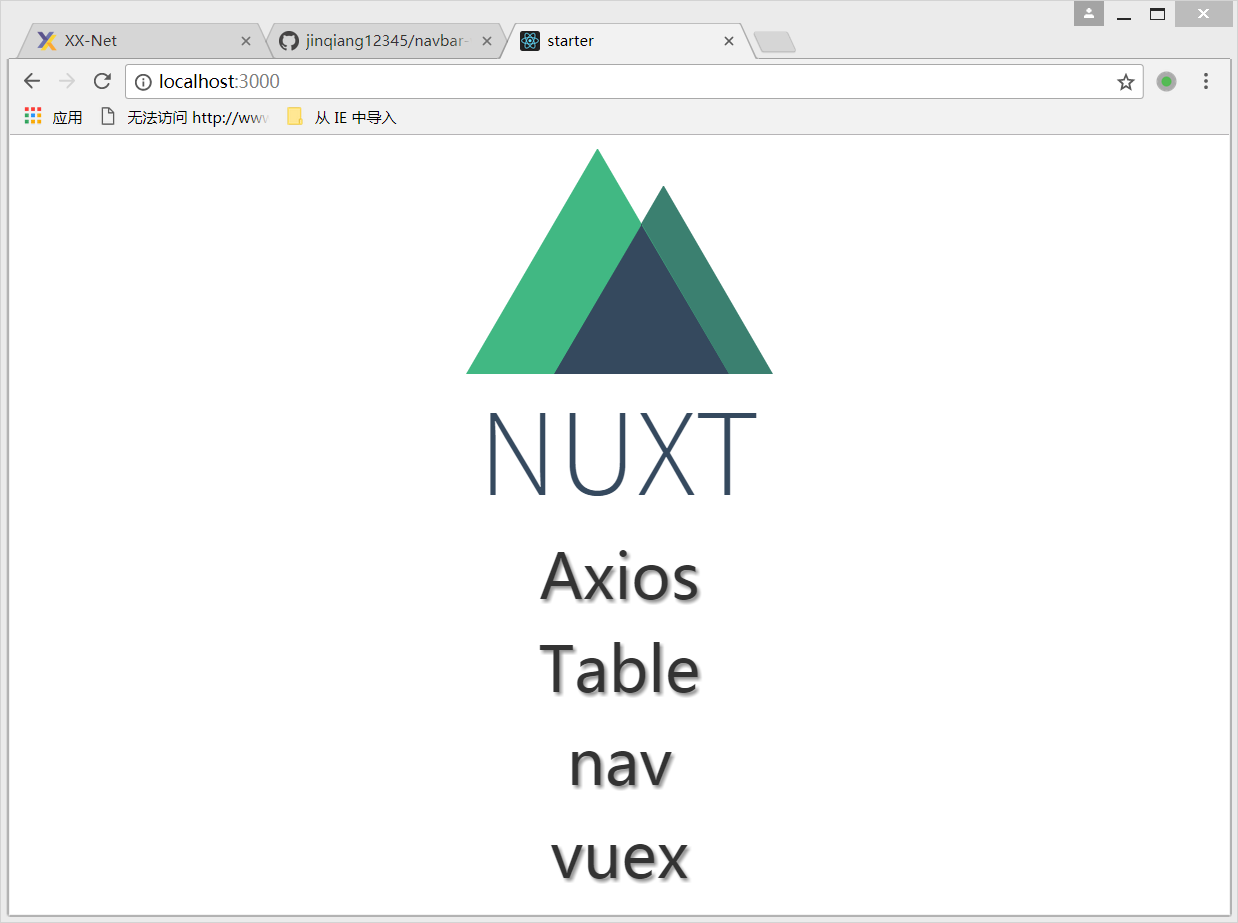 XX-Net
jinqiang12345/navbar-
starter
localhost:3000
应用
无法访问 http://www
从 IE 中导入
NUXT
Axios
Table
nav
vuex